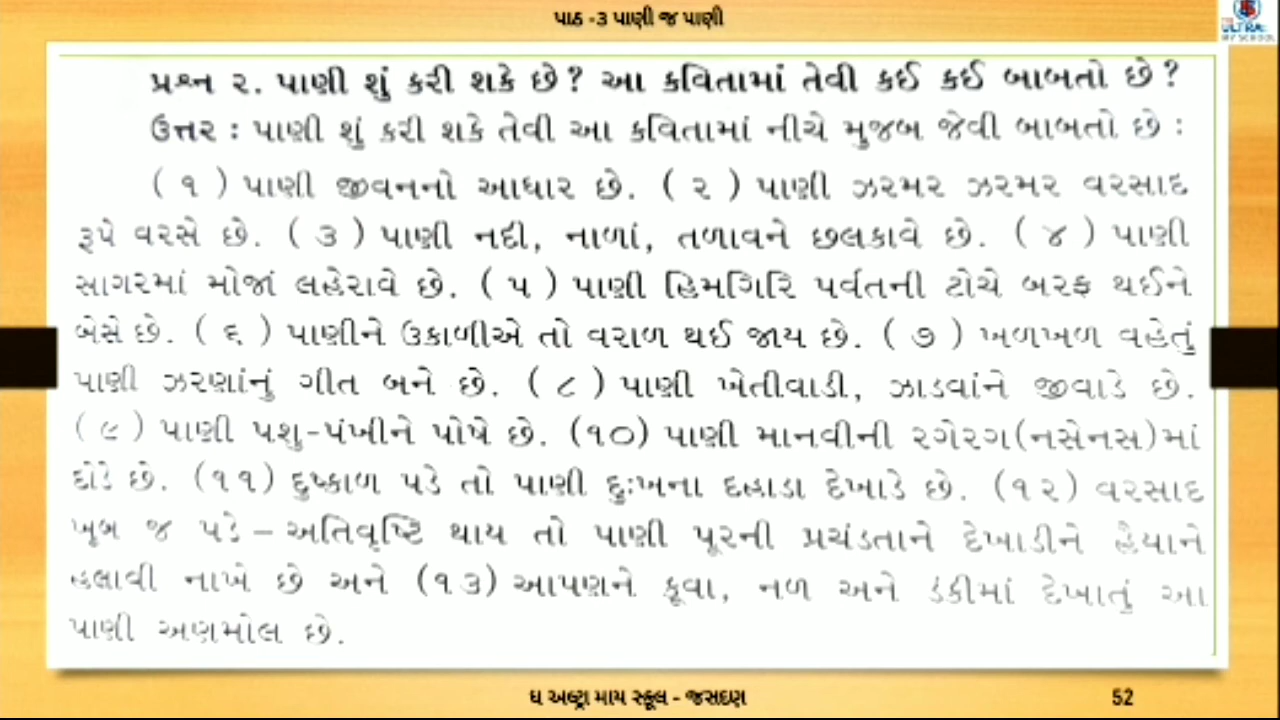 પાઠ -૩ પાણી જ પાણી
ULTRA
MY SCHOOL
પ્રશ્ન ૨. પાણી શું કરી શકે છે? આ કવિતામાં તેવી કઈ કઈ બાબતો છે?
ઉત્તર : પાણી શું કરી શકે તેવી આ કવિતામાં નીચે મુજબ જેવી બાબતો છે :
( ૧ ) પાણી જીવનનો આધાર છે. ( ૨ ) પાણી ઝરમર ઝરમર વરસાદ
રૂપે વરસે છે. ( ૩ ) પાણી નદી, નાળાં, તળાવને છલકાવે છે. ( ૪ ) પાણી
સાગરમાં મોજાં લહેરાવે છે. ( ૫ ) પાણી હિમગિરિ પર્વતની ટોચે બરફ થઈને
બેસે છે. ( ૬ ) પાણીને ઉકાળીએ તો વરાળ થઈ જાય છે. ( ૭ ) ખળખળ વહેતું
પાણી ઝરણાંનું ગીત બને છે. ( ૮ ) પાણી ખેતીવાડી, ઝાડવાંને જીવાડે છે.
( ૯ ) પાણી પશુ-પંખીને પોષે છે. (૧૦) પાણી માનવીની રગેરગ(નસેનસ)માં
દોડે છે. (૧૧) દુષ્કાળ પડે તો પાણી દુઃખના દહાડા દેખાડે છે. (૧૨) વરસાદ
ખૂબ જ પડે – અતિવૃષ્ટિ થાય તો પાણી પૂરની પ્રચંડતાને દેખાડીને હૈયાને
હલાવી નાખે છે અને (૧૩) આપણને કૂવા, નળ અને ડંકીમાં દેખાતું આ
પાણી અણમોલ છે.
ધ અલ્ટ્રા માય સ્કૂલ - જસદણ
52